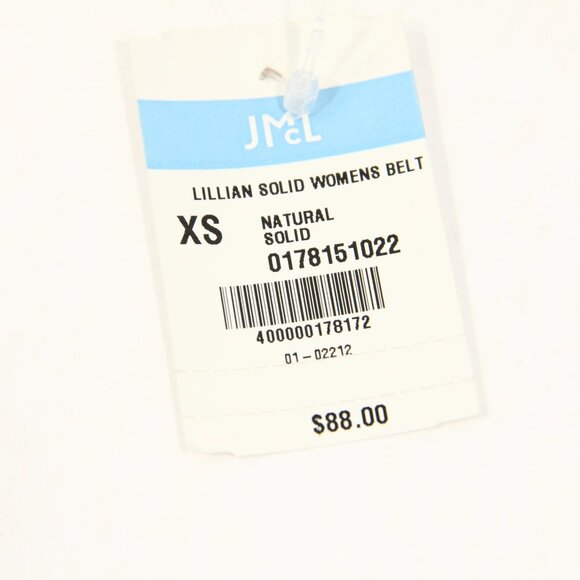 JMcL
LILLIAN SOLID WOMENS BELT
XS NATURAL
SOLID
0178151022
400000178172
01-02212
$88.00